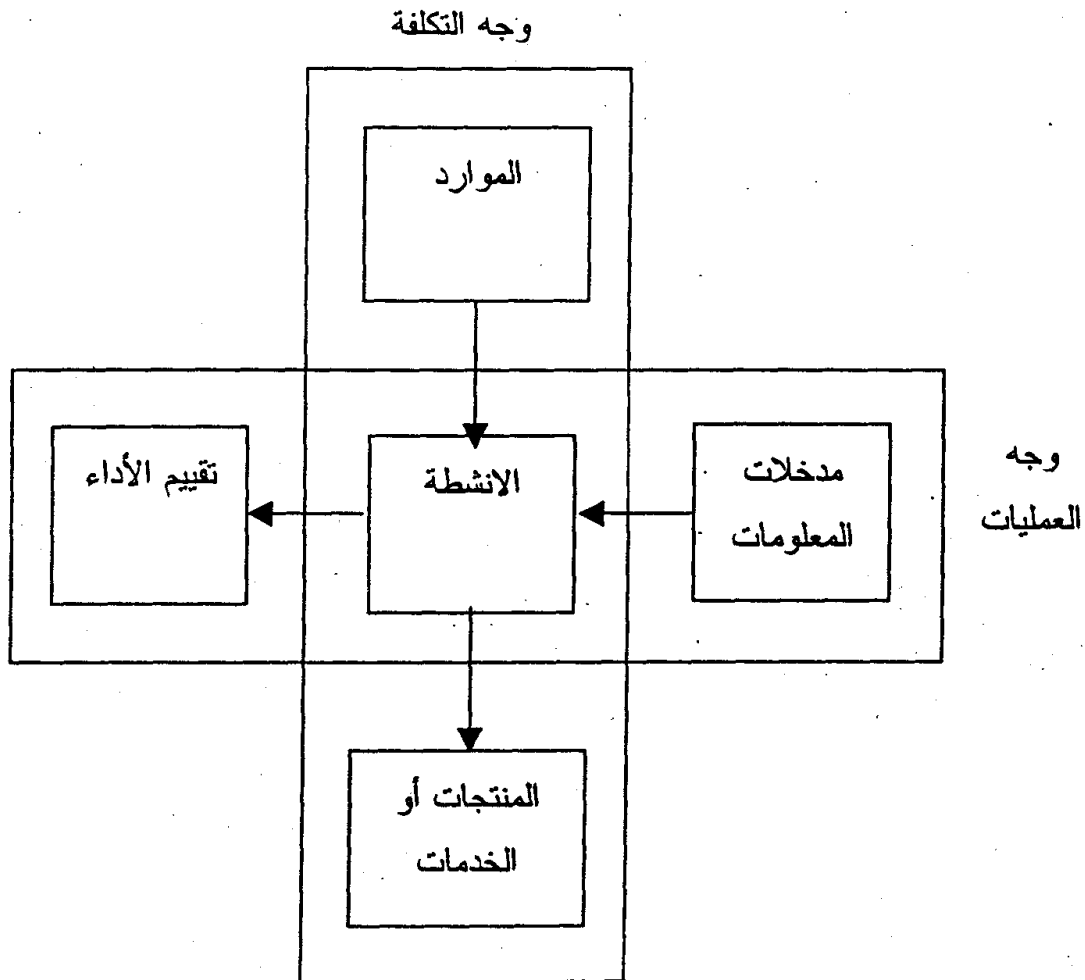 وجه التكلفة
الموارد
وجه
العمليات
مدخلات
المعلومات
الانشطة
تقييم الأداء
المنتجات أو
الخدمات